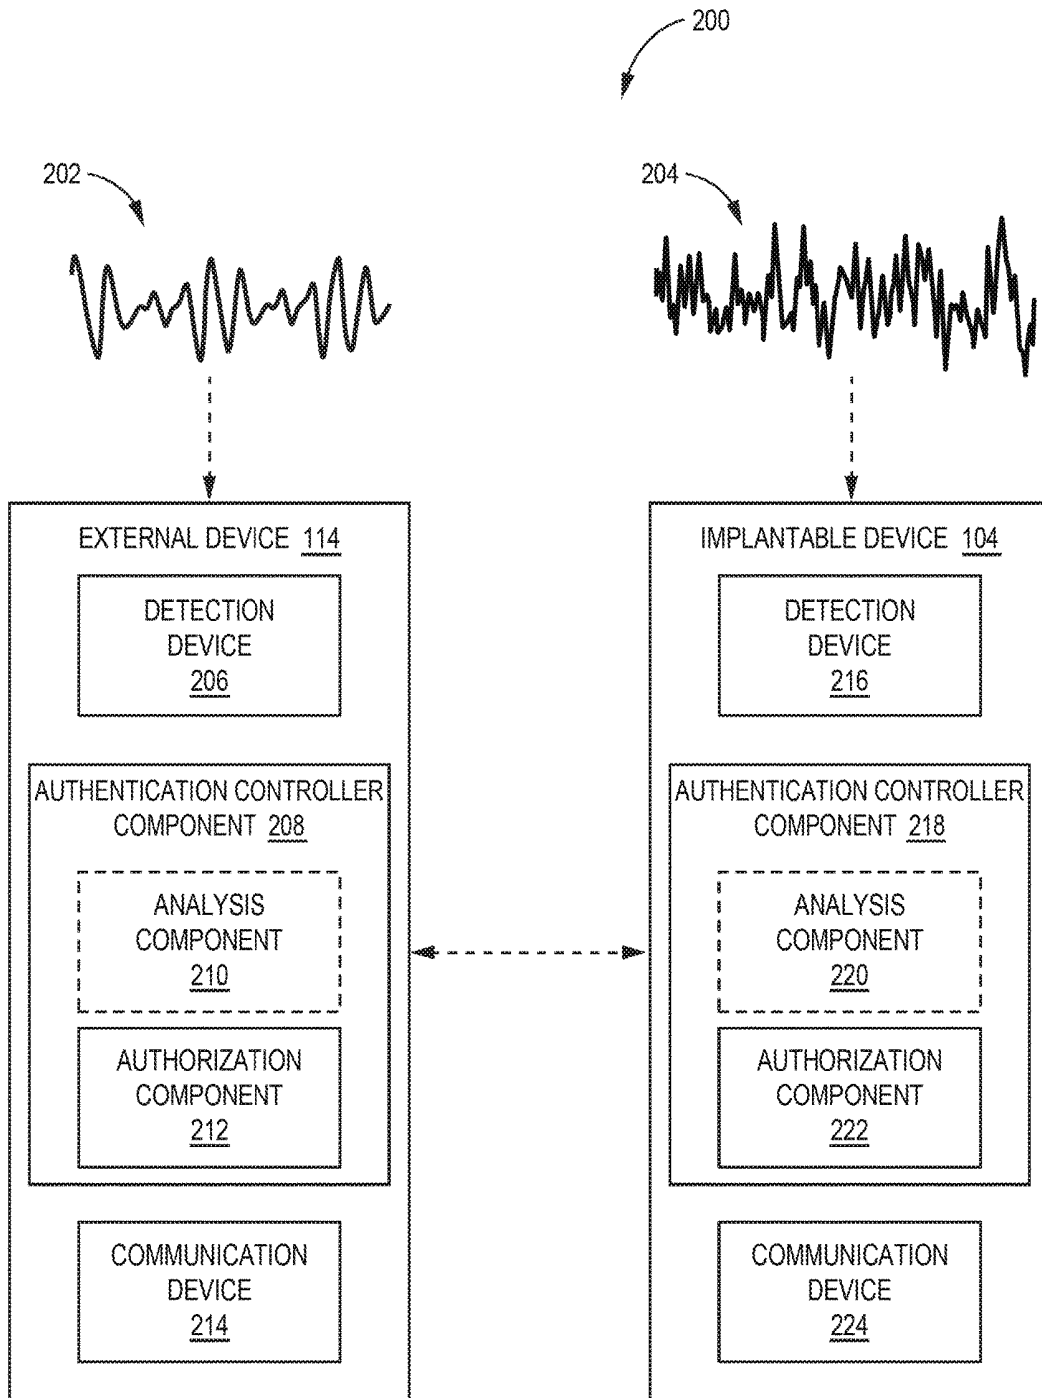 200
202
204
EXTERNAL DEVICE 114
DETECTION
DEVICE
206
AUTHENTICATION CONTROLLER
COMPONENT 208
ANALYSIS
COMPONENT
210
AUTHORIZATION
COMPONENT
212
COMMUNICATION
DEVICE
214
IMPLANTABLE DEVICE 104
DETECTION
DEVICE
216
AUTHENTICATION CONTROLLER
COMPONENT 218
ANALYSIS
COMPONENT
220
AUTHORIZATION
COMPONENT
222
COMMUNICATION
DEVICE
224